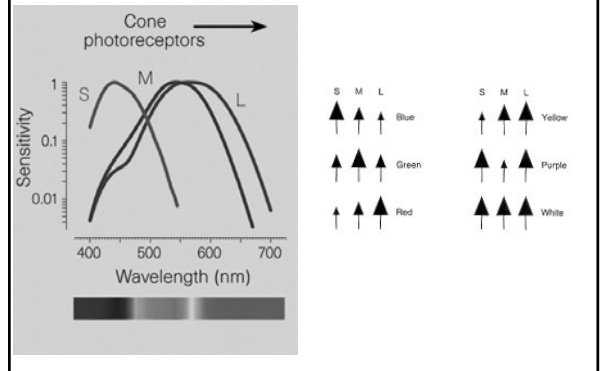 Cone
photoreceptors
S
M
L
1
0.1
0.01
Sensitivity
400 500 600 700
Wavelength (nm)
S M L
Blue
Green
Red
S M L
Yellow
Purple
White